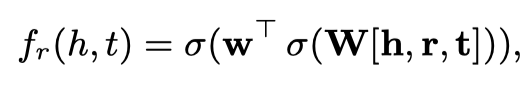 f_r(h, t) = σ(w^⊤ σ(W[h, r, t])),